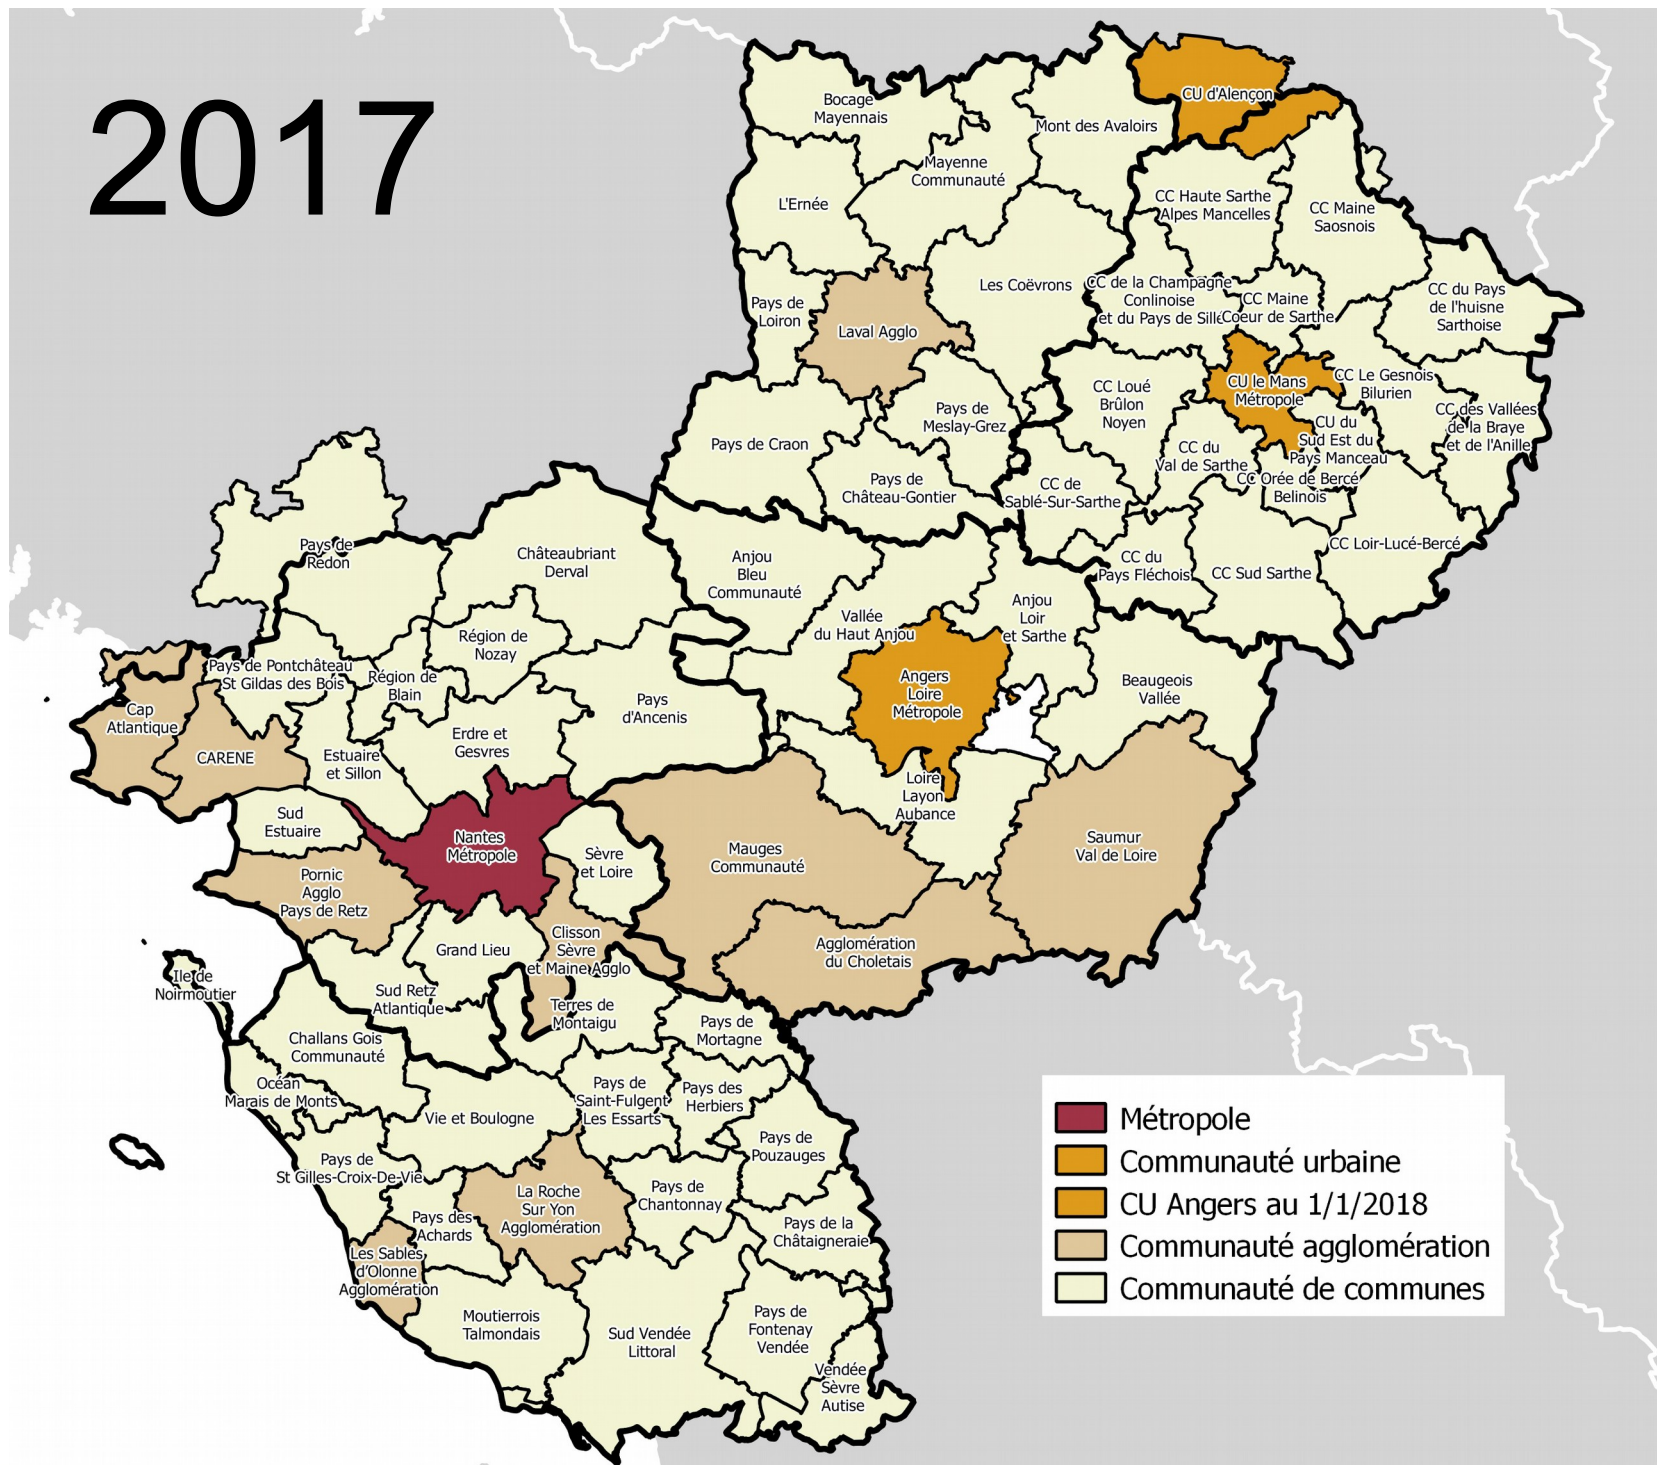 2017
CU d'Alençon
Bocage
Mayennais
Mont des Avaloirs
Mayenne
Communauté
L'Ernée
CC Haute Sarthe
Alpes Mancelles
CC Maine
Saosnois
Les Coëvrons
CC de la Champagne
Conlinoise
et du Pays de Sillé
CC Maine
Coeur de Sarthe
CC du Pays
de l'huisne
Sarthoise
Pays de
Loiron
Laval Agglo
CC Loué
Brûlon
Noyen
CU le Mans
Métropole
CC Le Gesnois
Bilurien
CC des Vallées
de la Braye
et de l'Anille
Pays de
Meslay-Grez
CU du
Sud Est du
Pays Manceau
Pays de Craon
CC du
Val de Sarthe
CC Orée de Bercé
Belinois
Pays de
Château-Gontier
CC de
Sablé-Sur-Sarthe
CC Loir-Lucé-Bercé
Pays de
Redon
Châteaubriant
Derval
Anjou
Bleu
Communauté
CC du
Pays Fléchois
CC Sud Sarthe
Vallée
du Haut Anjou
Anjou
Loir
et Sarthe
Région de
Nozay
Pays de Pontchâteau
St Gildas des Bois
Région de
Blain
Angers
Loire
Métropole
Beaugeois
Vallée
Cap
Atlantique
Pays
d'Ancenis
Erdre et
Gesvres
CARENE
Estuaire
et Sillon
Loire
Layon
Aubance
Sud
Estuaire
Nantes
Métropole
Sèvre
et Loire
Mauges
Communauté
Saumur
Val de Loire
Pornic
Agglo
Pays de Retz
Grand Lieu
Clisson
Sèvre
et Maine Agglo
Agglomération
du Choletais
Ile de
Noirmoutier
Sud Retz
Atlantique
Terres de
Montaigu
Pays de
Mortagne
Challans Gois
Communauté
Océan
Marais de Monts
Vie et Boulogne
Pays de
Saint-Fulgent
Les Essarts
Pays des
Herbiers
Pays de
Pouzauges
Pays de
St Gilles-Croix-De-Vie
La Roche
Sur Yon
Agglomération
Pays de
Chantonnay
Pays des
Achards
Pays de la
Châtaigneraie
Les Sables
d'Olonne
Agglomération
Moutierrois
Talmondais
Sud Vendée
Littoral
Pays de
Fontenay
Vendée
Vendée
Sèvre
Autise
Métropole
Communauté urbaine
CU Angers au 1/1/2018
Communauté agglomération
Communauté de communes